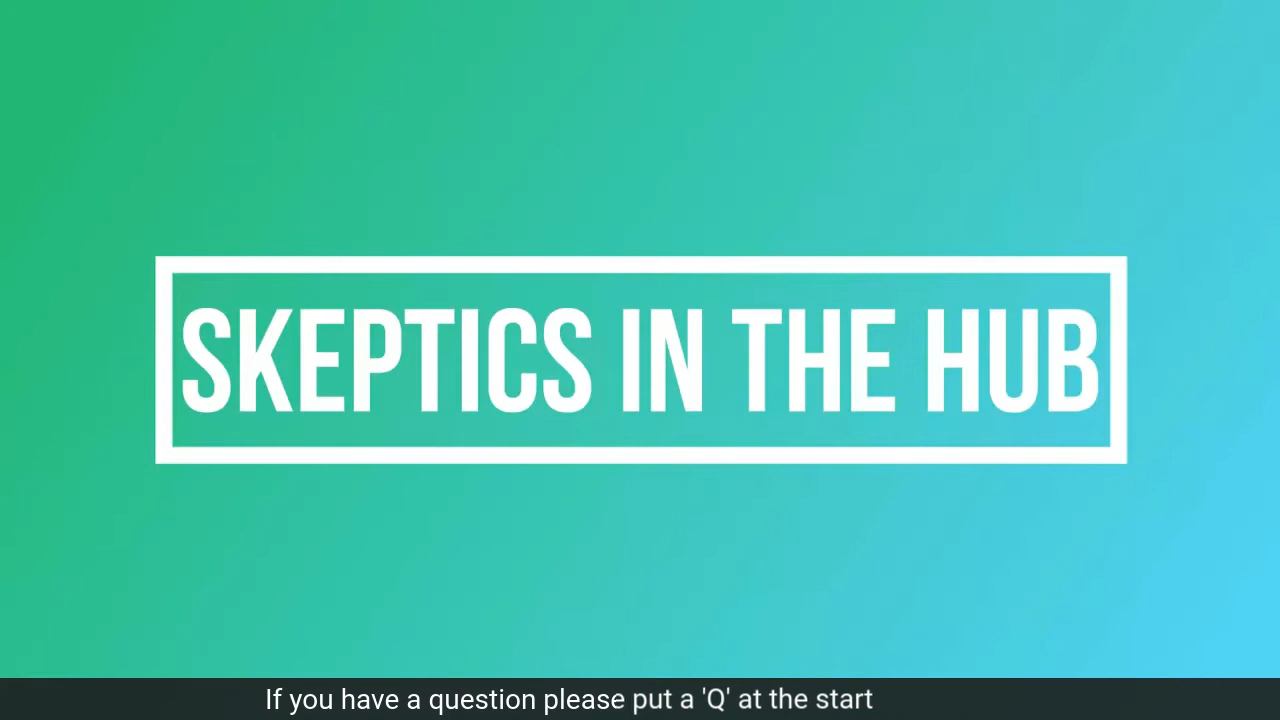 SKEPTICS IN THE HUB
If you have a question please put a 'Q' at the start